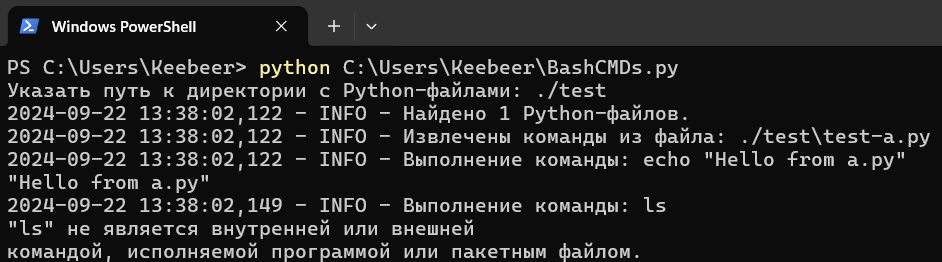 Windows PowerShell
PS C:\Users\Keebeer> python C:\Users\Keebeer\BashCMDs.py
Указать путь к директории с Python-файлами: ./test
2024-09-22 13:38:02,122 - INFO - Найдено 1 Python-файлов.
2024-09-22 13:38:02,122 - INFO - Извлечены команды из файла: ./test\test-a.py
2024-09-22 13:38:02,122 - INFO - Выполнение команды: echo "Hello from a.py"
"Hello from a.py"
2024-09-22 13:38:02,149 - INFO - Выполнение команды: ls
"ls" не является внутренней или внешней
командой, исполняемой программой или пакетным файлом.